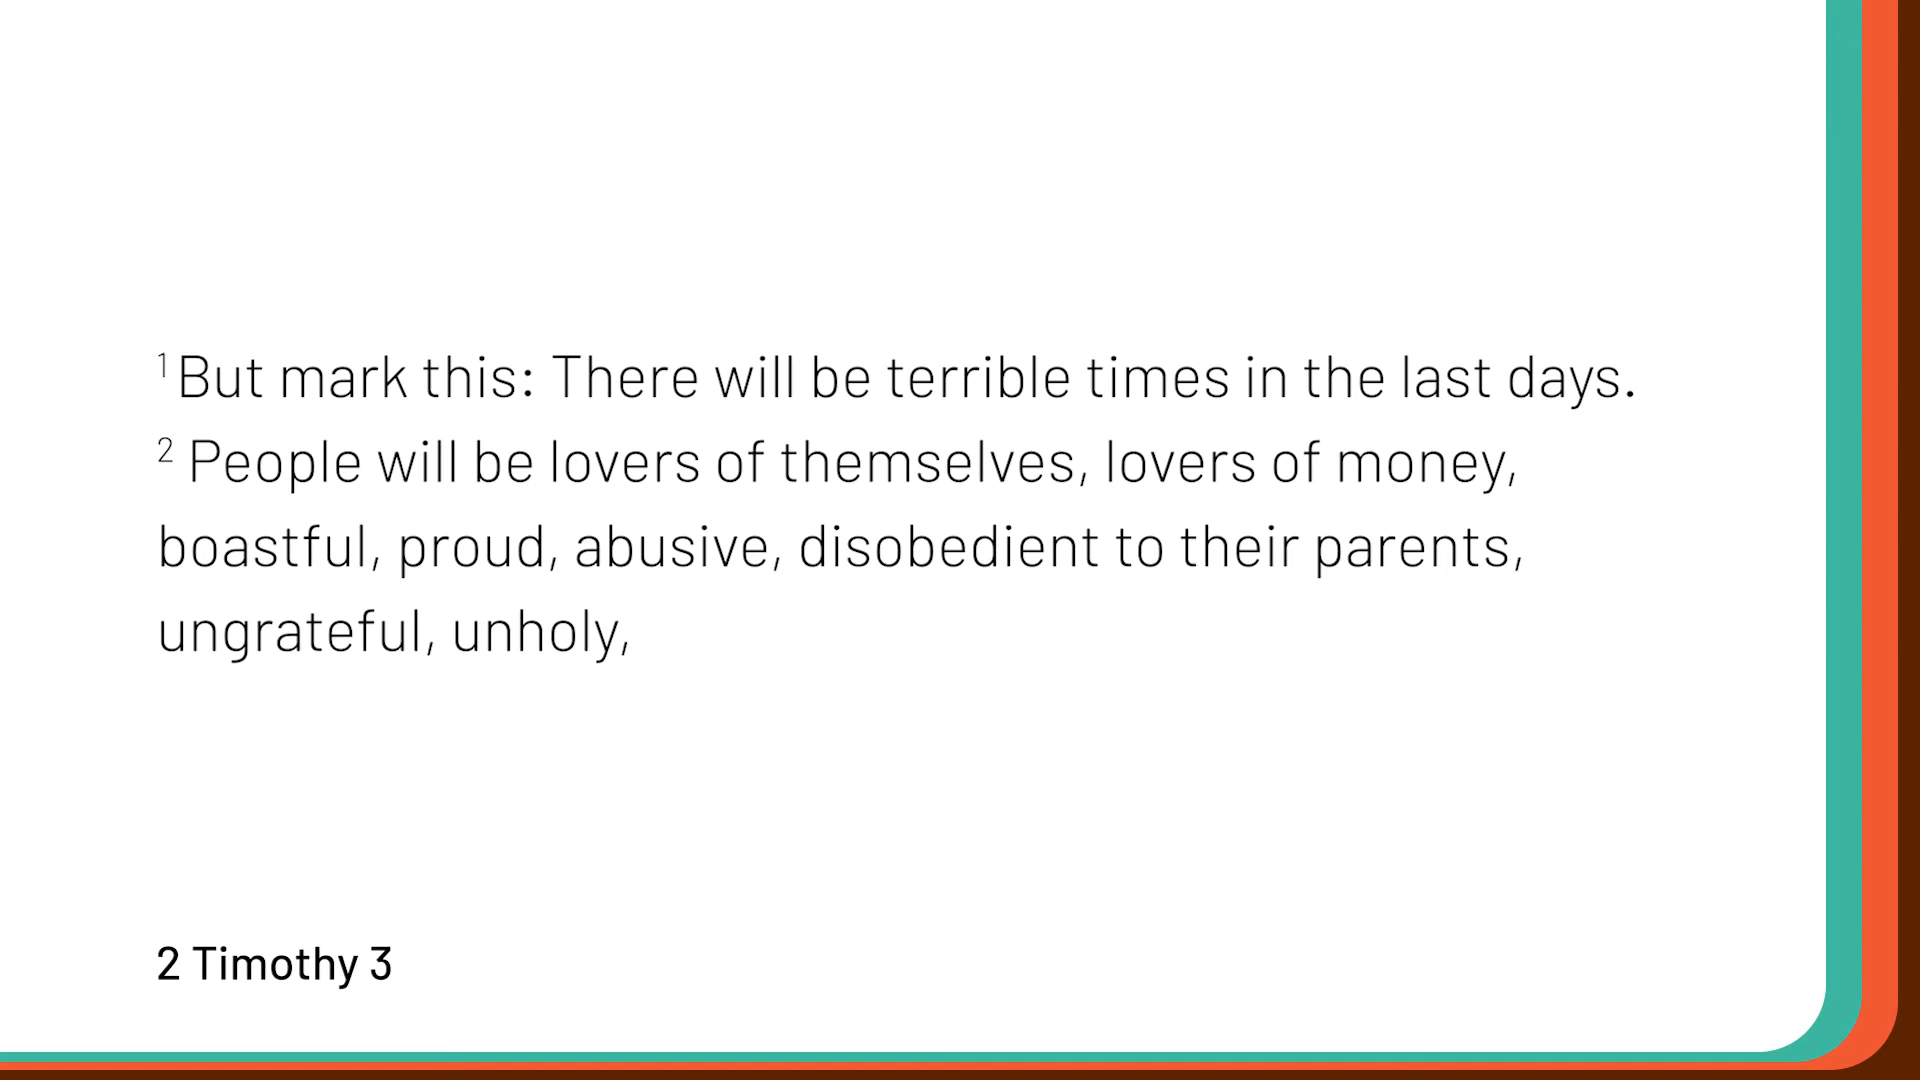 1 But mark this: There will be terrible times in the last days.
2 People will be lovers of themselves, lovers of money,
boastful, proud, abusive, disobedient to their parents,
ungrateful, unholy,
2 Timothy 3